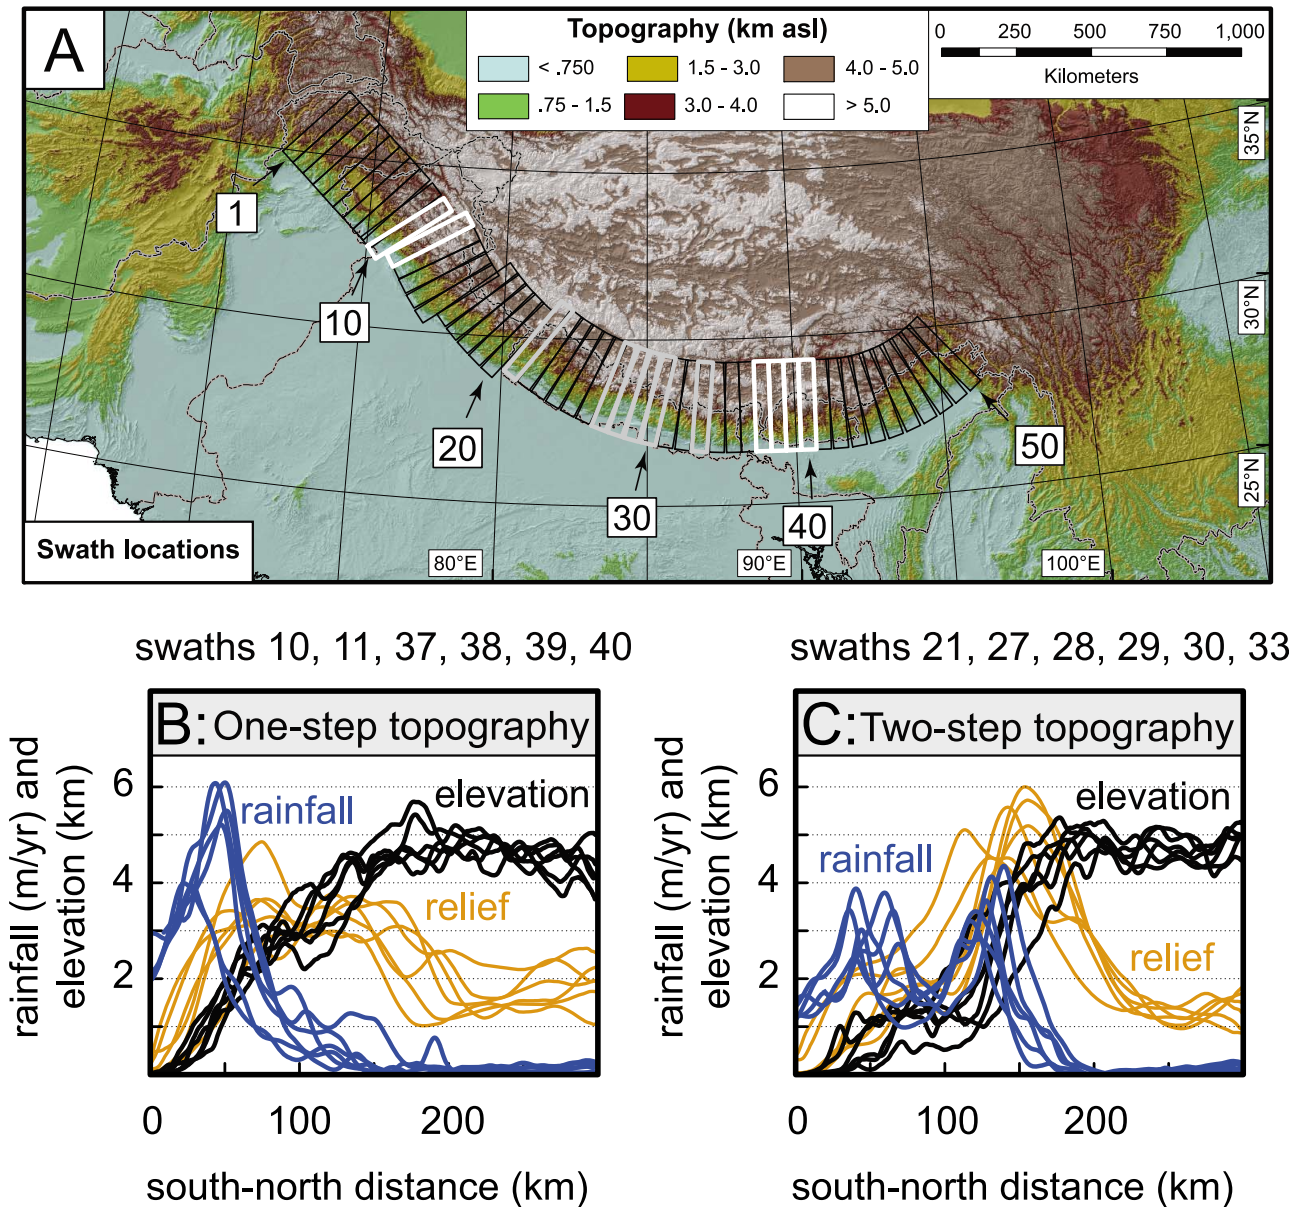 A
Topography (km asl)
< .750
1.5 - 3.0
4.0 - 5.0
.75 - 1.5
3.0 - 4.0
> 5.0
0 250 500 750 1,000
Kilometers
35°N
30°N
25°N
1
10
20
30
40
50
80°E
90°E
100°E
Swath locations
swaths 10, 11, 37, 38, 39, 40
B: One-step topography
rainfall (m/yr) and
elevation (km)
6
4
2
rainfall
elevation
relief
0 100 200
south-north distance (km)
swaths 21, 27, 28, 29, 30, 33
C: Two-step topography
rainfall (m/yr) and
elevation (km)
6
4
2
rainfall
elevation
relief
0 100 200
south-north distance (km)